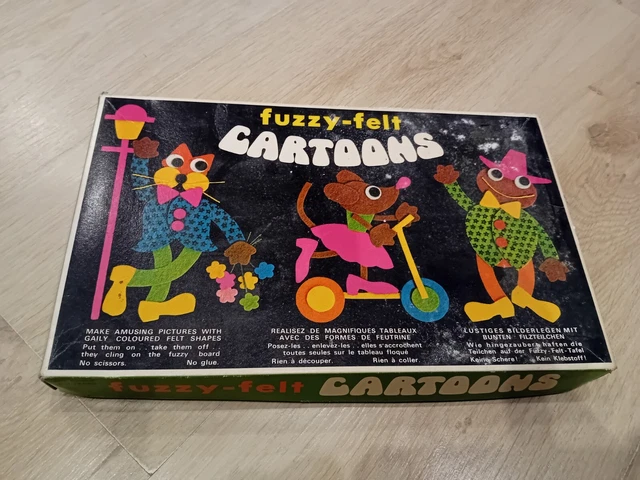 fuzzy-felt
CARTOONS
MAKE AMUSING PICTURES WITH
GAILY COLOURED FELT SHAPES
Put them on . . take them off . .
they cling on the fuzzy board
No scissors. No glue.
REALISEZ DE MAGNIFIQUES TABLEAUX
AVEC DES FORMES DE FEUTRINE
Posez-les . . enlevez-les . . elles s'accrochent
toutes seules sur le tableau floqué
Rien à découper. Rien à coller.
LUSTIGES BILDERLEGEN MIT
BUNTEN FILZTEILCHEN
Wie hingezaubert haften die
Teilchen auf der Fuzzy-Felt-Tafel
Keine Schere! Kein Klebstoff!
fuzzy-felt CARTOONS